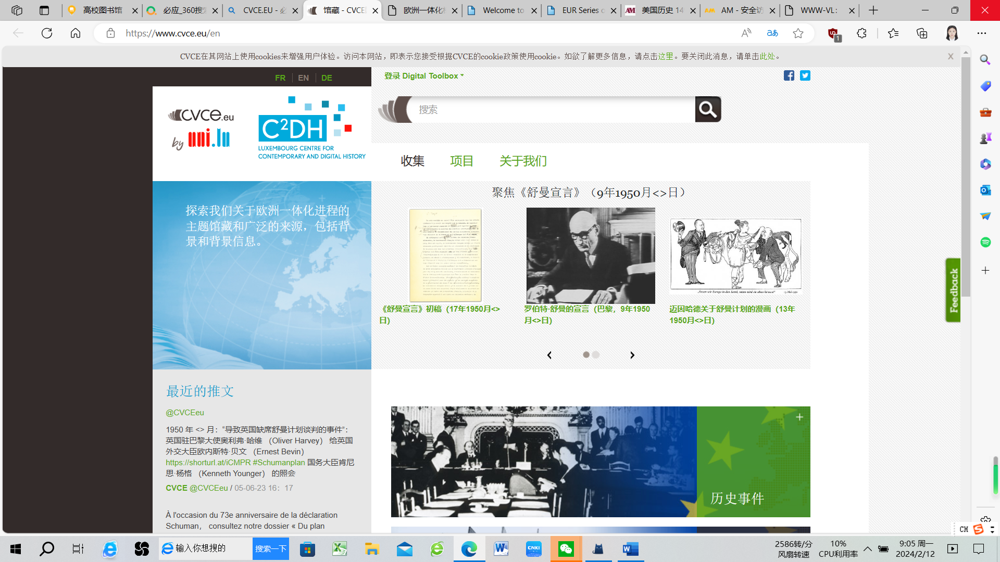 高校图书馆
必应_360搜
CVCE.EU - 必
馆藏 - CVCE
欧洲一体化
Welcome to
EUR Series o
AM
美国历史 14
AM - 安全访
WWW-VL:
https://www.cvce.eu/en
aあ
1
CVCE在其网站上使用cookies来增强用户体验。访问本网站，即表示您接受根据CVCE的cookie政策使用cookie。如欲了解更多信息，请点击这里。要关闭此消息，请单击此处。
X
FR EN DE
登录 Digital Toolbox
cvce.eu
by uni.lu
C²DH
LUXEMBOURG CENTRE FOR
CONTEMPORARY AND DIGITAL HISTORY
搜索
收集 项目 关于我们
探索我们关于欧洲一体化进程的
主题馆藏和广泛的来源，包括背
景和背景信息。
聚焦《舒曼宣言》（9年1950月<>日）
"Setzen wir Europa in den Sattel, reiten wird sie schon können!" 13. Mai 1950
《舒曼宣言》初稿（17年1950月<>
日)
罗伯特·舒曼的宣言（巴黎，9年1950
月<>日)
迈因哈德关于舒曼计划的漫画（13年
1950月<>日)
Feedback
最近的推文
@CVCEeu
1950 年 <> 月：“导致英国缺席舒曼计划谈判的事件”：
英国驻巴黎大使奥利弗·哈维 （Oliver Harvey） 给英国
外交大臣欧内斯特·贝文 （Ernest Bevin）
https://shorturl.at/iCMPR #Schumanplan 国务大臣肯尼
思·杨格 （Kenneth Younger） 的照会
CVCE @CVCEeu / 05-06-23 16：17
À l'occasion du 73e anniversaire de la déclaration
Schuman， consultez notre dossier « Du plan
历史事件
CH
输入你想搜的
搜索一下
CNKI
2586转/分
风扇转速
10%
CPU利用率
9:05 周一
2024/2/12